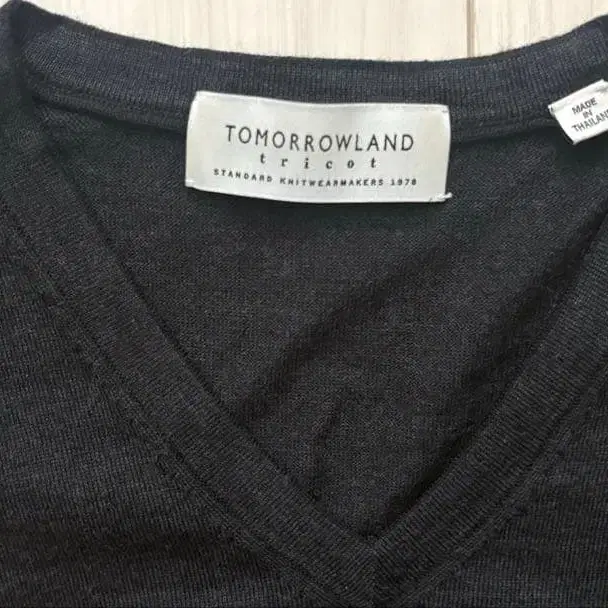 TOMORROWLAND
tricot
STANDARD KNITWEARMAKERS 1978
MADE
IN
THAILAND